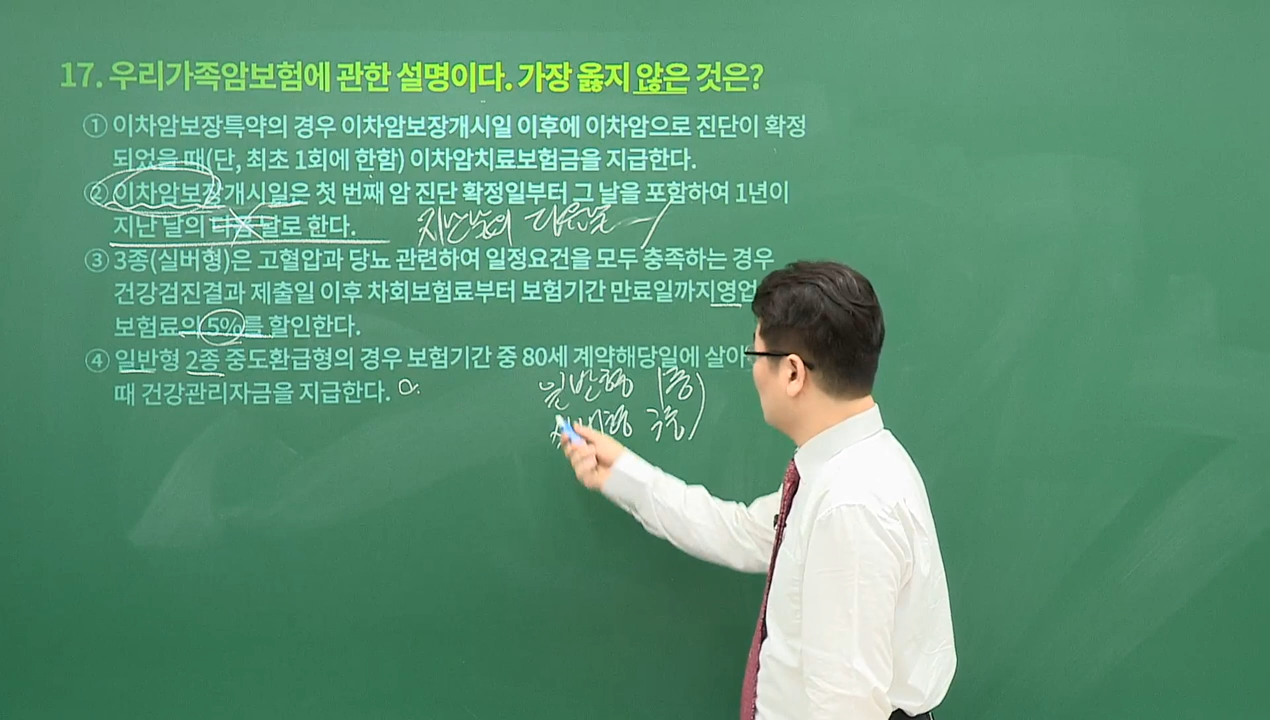 17. 우리가족암보험에 관한 설명이다. 가장 옳지 않은 것은?
① 이차암보장특약의 경우 이차암보장개시일 이후에 이차암으로 진단이 확정
되었을 때(단, 최초 1회에 한함) 이차암치료보험금을 지급한다.
② 이차암보장개시일은 첫 번째 암 진단 확정일부터 그 날을 포함하여 1년이
지난 날의 다음 날로 한다.
지난날의 다음날
③ 3종(실버형)은 고혈압과 당뇨 관련하여 일정요건을 모두 충족하는 경우
건강검진결과 제출일 이후 차회보험료부터 보험기간 만료일까지 영업
보험료의 5%를 할인한다.
④ 일반형 2종 중도환급형의 경우 보험기간 중 80세 계약해당일에 살아
때 건강관리자금을 지급한다.
일반형 1종)